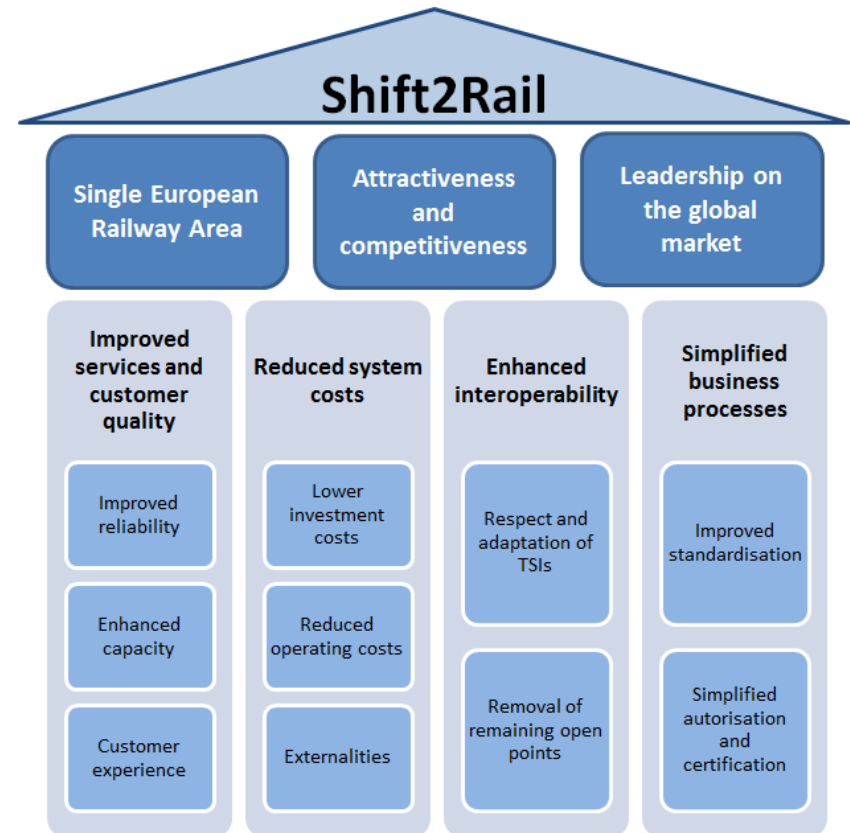 Shift2Rail
Single European
Railway Area
Attractiveness
and
competitiveness
Leadership on
the global
market
Improved
services and
customer
quality
Improved
reliability
Enhanced
capacity
Customer
experience
Reduced system
costs
Lower
investment
costs
Reduced
operating costs
Externalities
Enhanced
interoperability
Respect and
adaptation of
TSIs
Removal of
remaining open
points
Simplified
business
processes
Improved
standardisation
Simplified
autorisation
and
certification